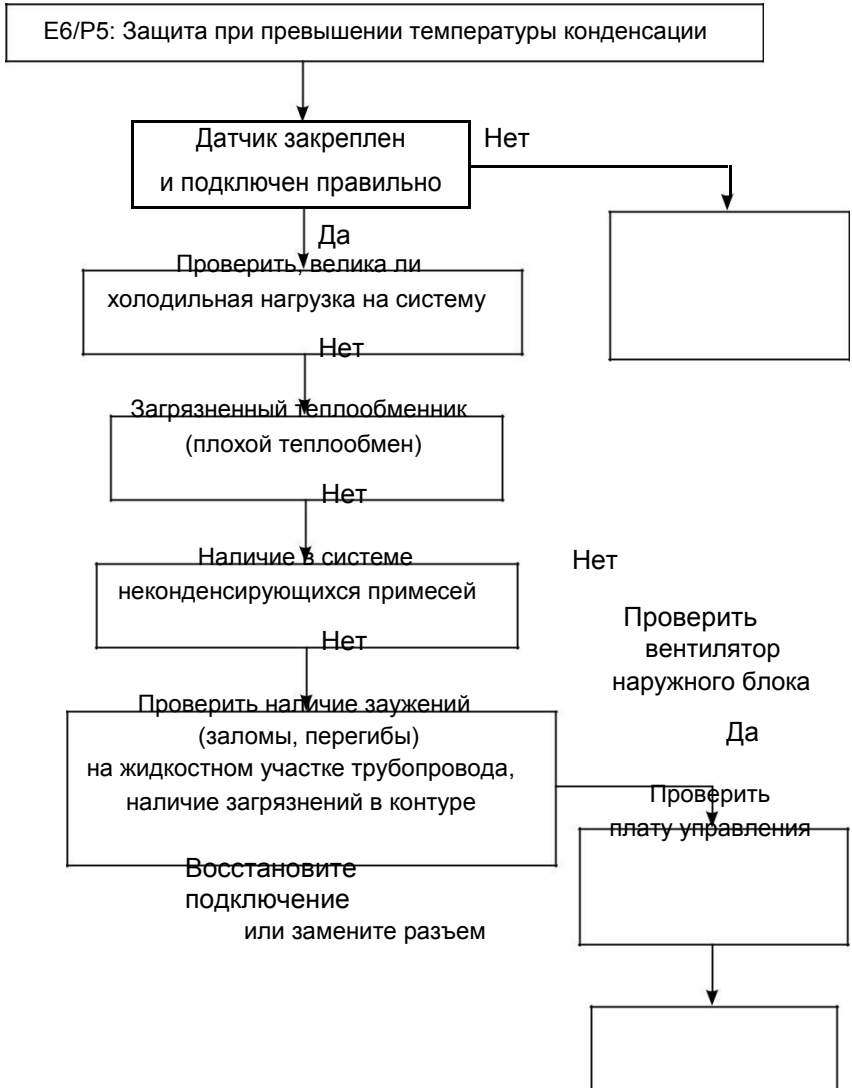 E6/P5: Защита при превышении температуры конденсации
Датчик закреплен
и подключен правильно
Нет
Да
Проверить, велика ли
холодильная нагрузка на систему
Нет
Загрязненный теплообменник
(плохой теплообмен)
Нет
Наличие в системе
неконденсирующихся примесей
Нет
Нет
Проверить
вентилятор
наружного блока
Проверить наличие заужений
(заломы, перегибы)
на жидкостном участке трубопровода,
наличие загрязнений в контуре
Да
Проверить
плату управления
Восстановите
подключение
или замените разъем